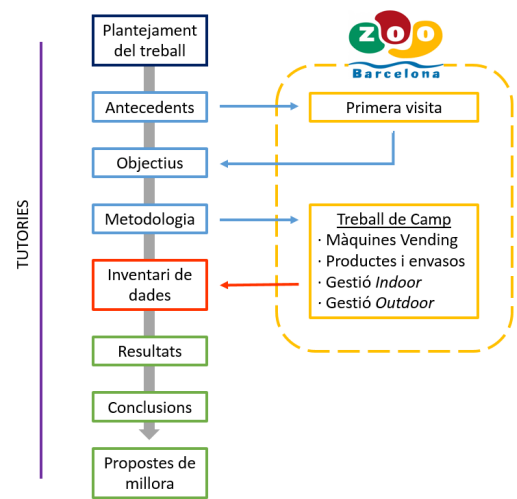 Plantejament
del treball
zoo
Barcelona
Antecedents
Primera visita
Objectius
Metodologia
Treball de Camp
· Màquines Vending
· Productes i envasos
· Gestió Indoor
· Gestió Outdoor
Inventari de
dades
Resultats
Conclusions
Propostes de
millora
TUTORIES